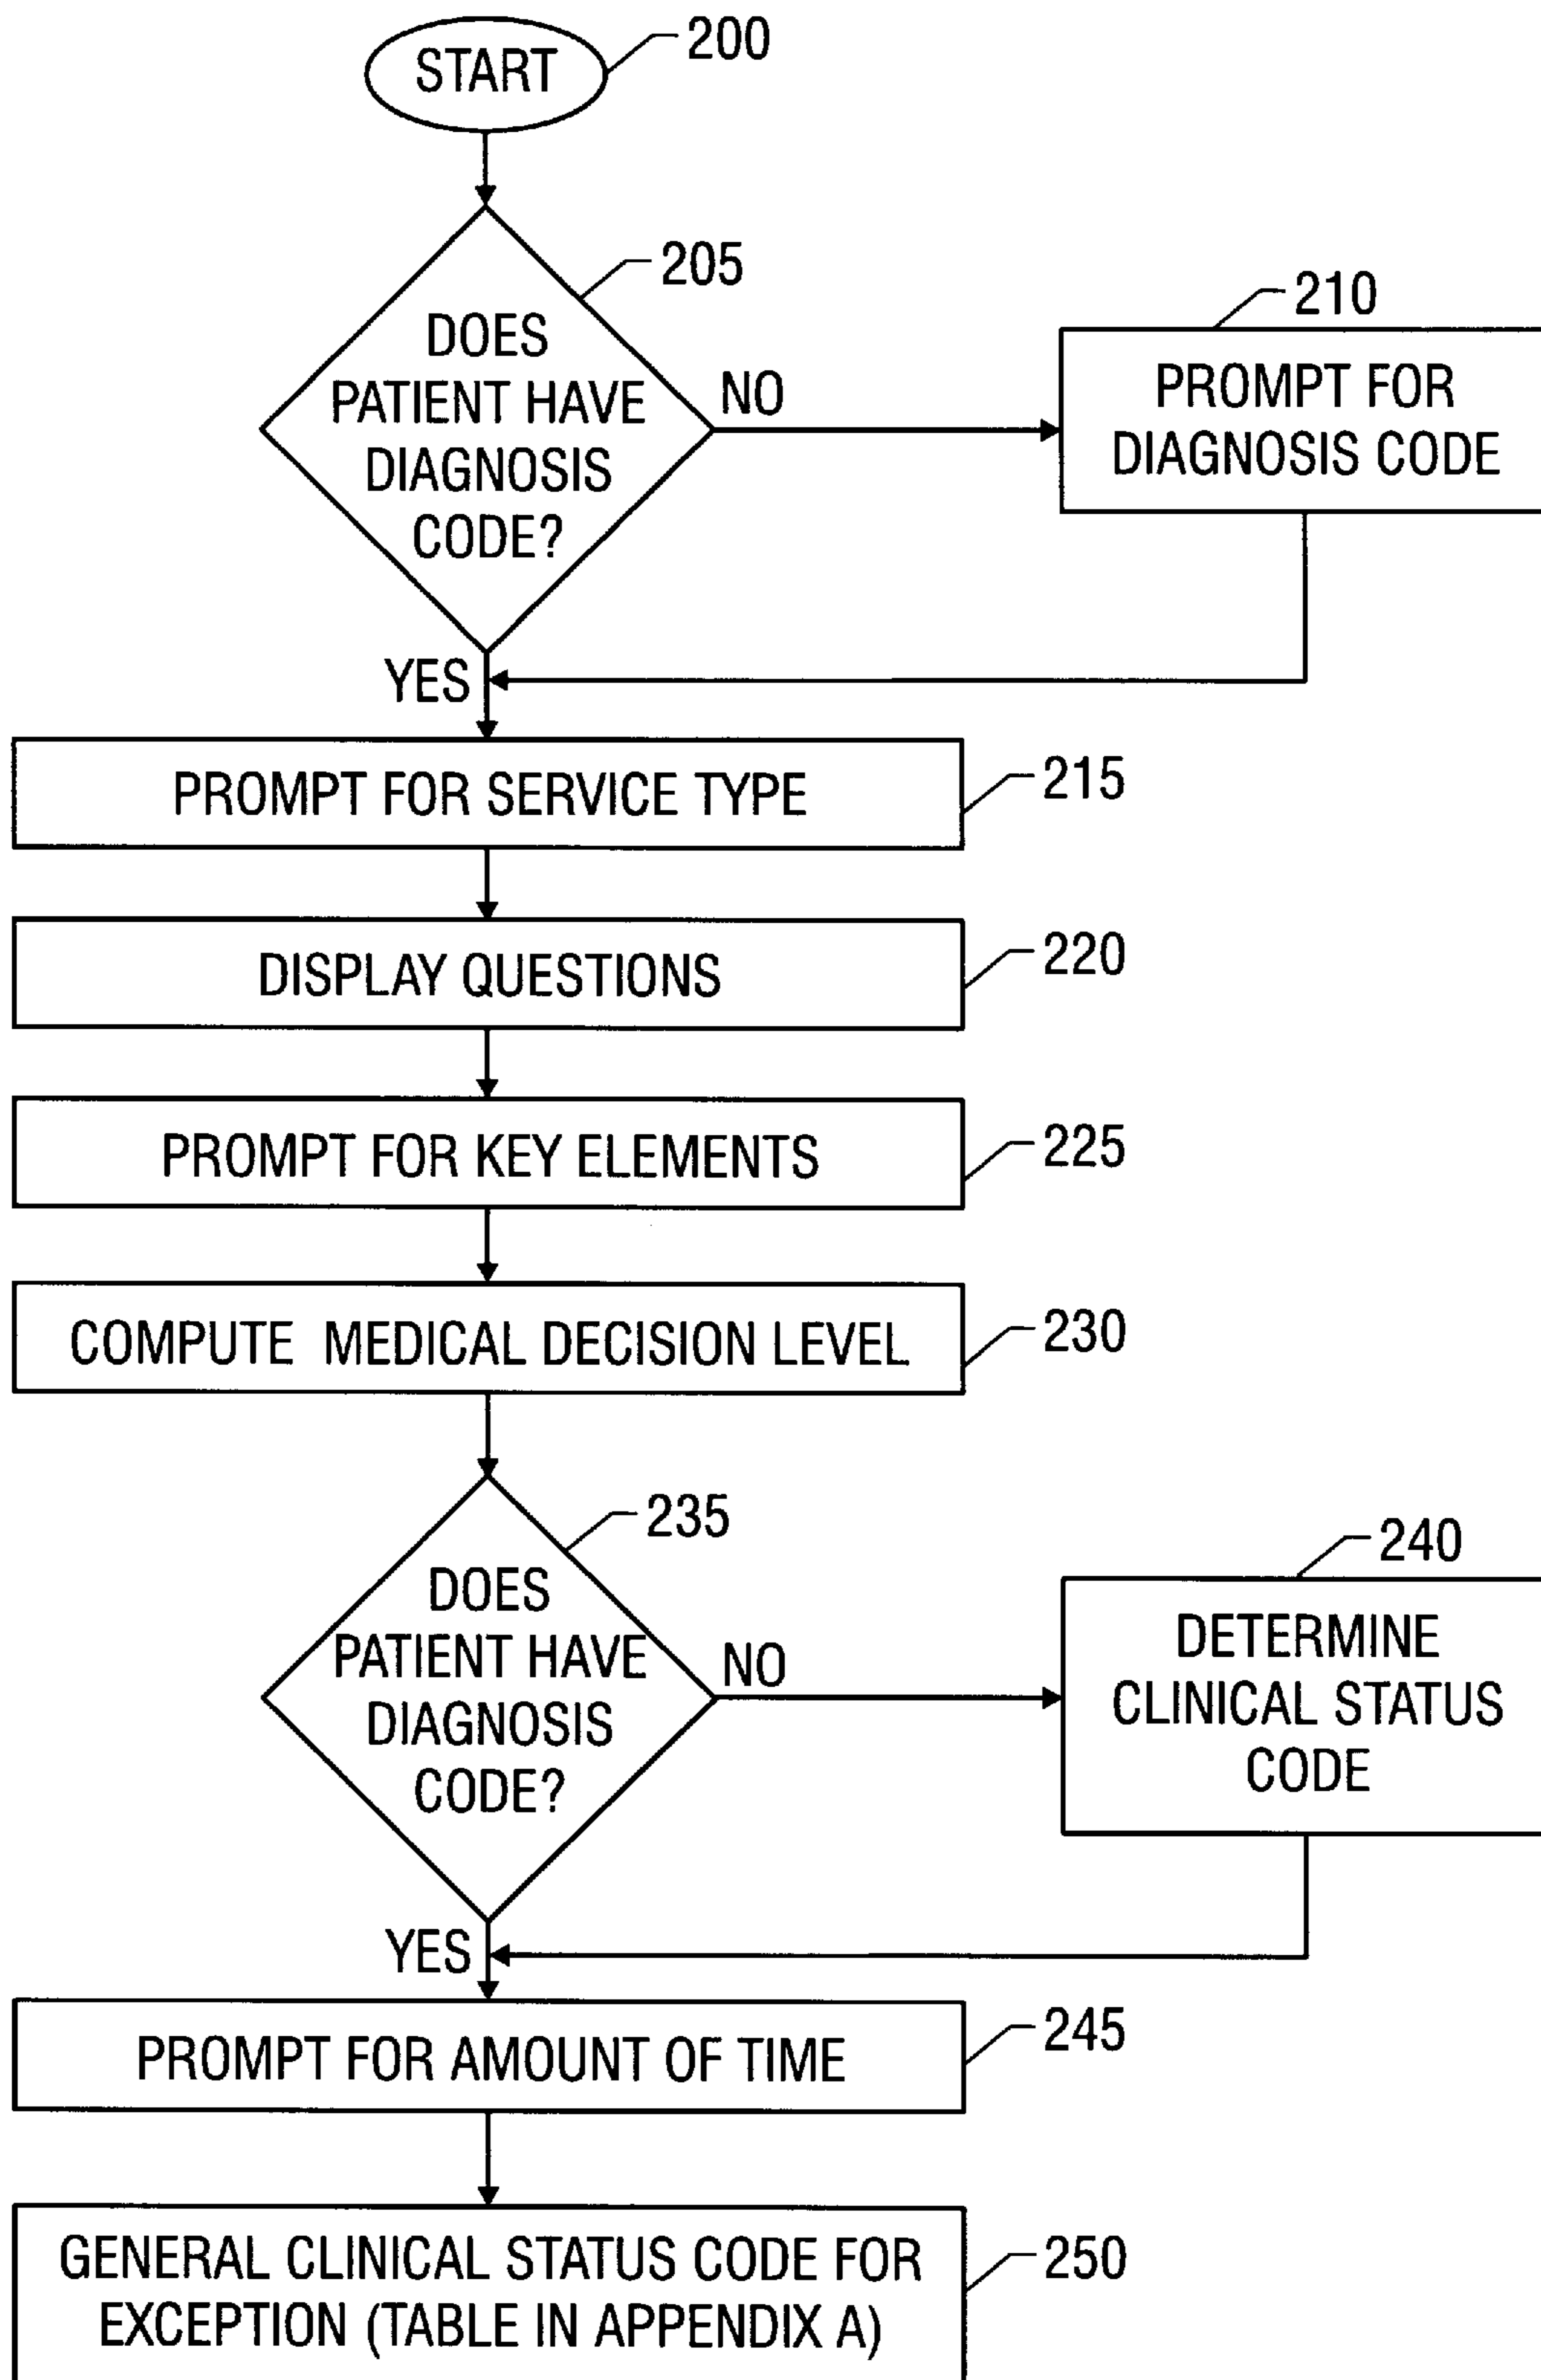 START
200
205
DOES
PATIENT HAVE
DIAGNOSIS
CODE?
NO
210
PROMPT FOR
DIAGNOSIS CODE
YES
PROMPT FOR SERVICE TYPE
215
DISPLAY QUESTIONS
220
PROMPT FOR KEY ELEMENTS
225
COMPUTE MEDICAL DECISION LEVEL
230
235
DOES
PATIENT HAVE
DIAGNOSIS
CODE?
NO
240
DETERMINE
CLINICAL STATUS
CODE
YES
PROMPT FOR AMOUNT OF TIME
245
GENERAL CLINICAL STATUS CODE FOR
EXCEPTION (TABLE IN APPENDIX A)
250